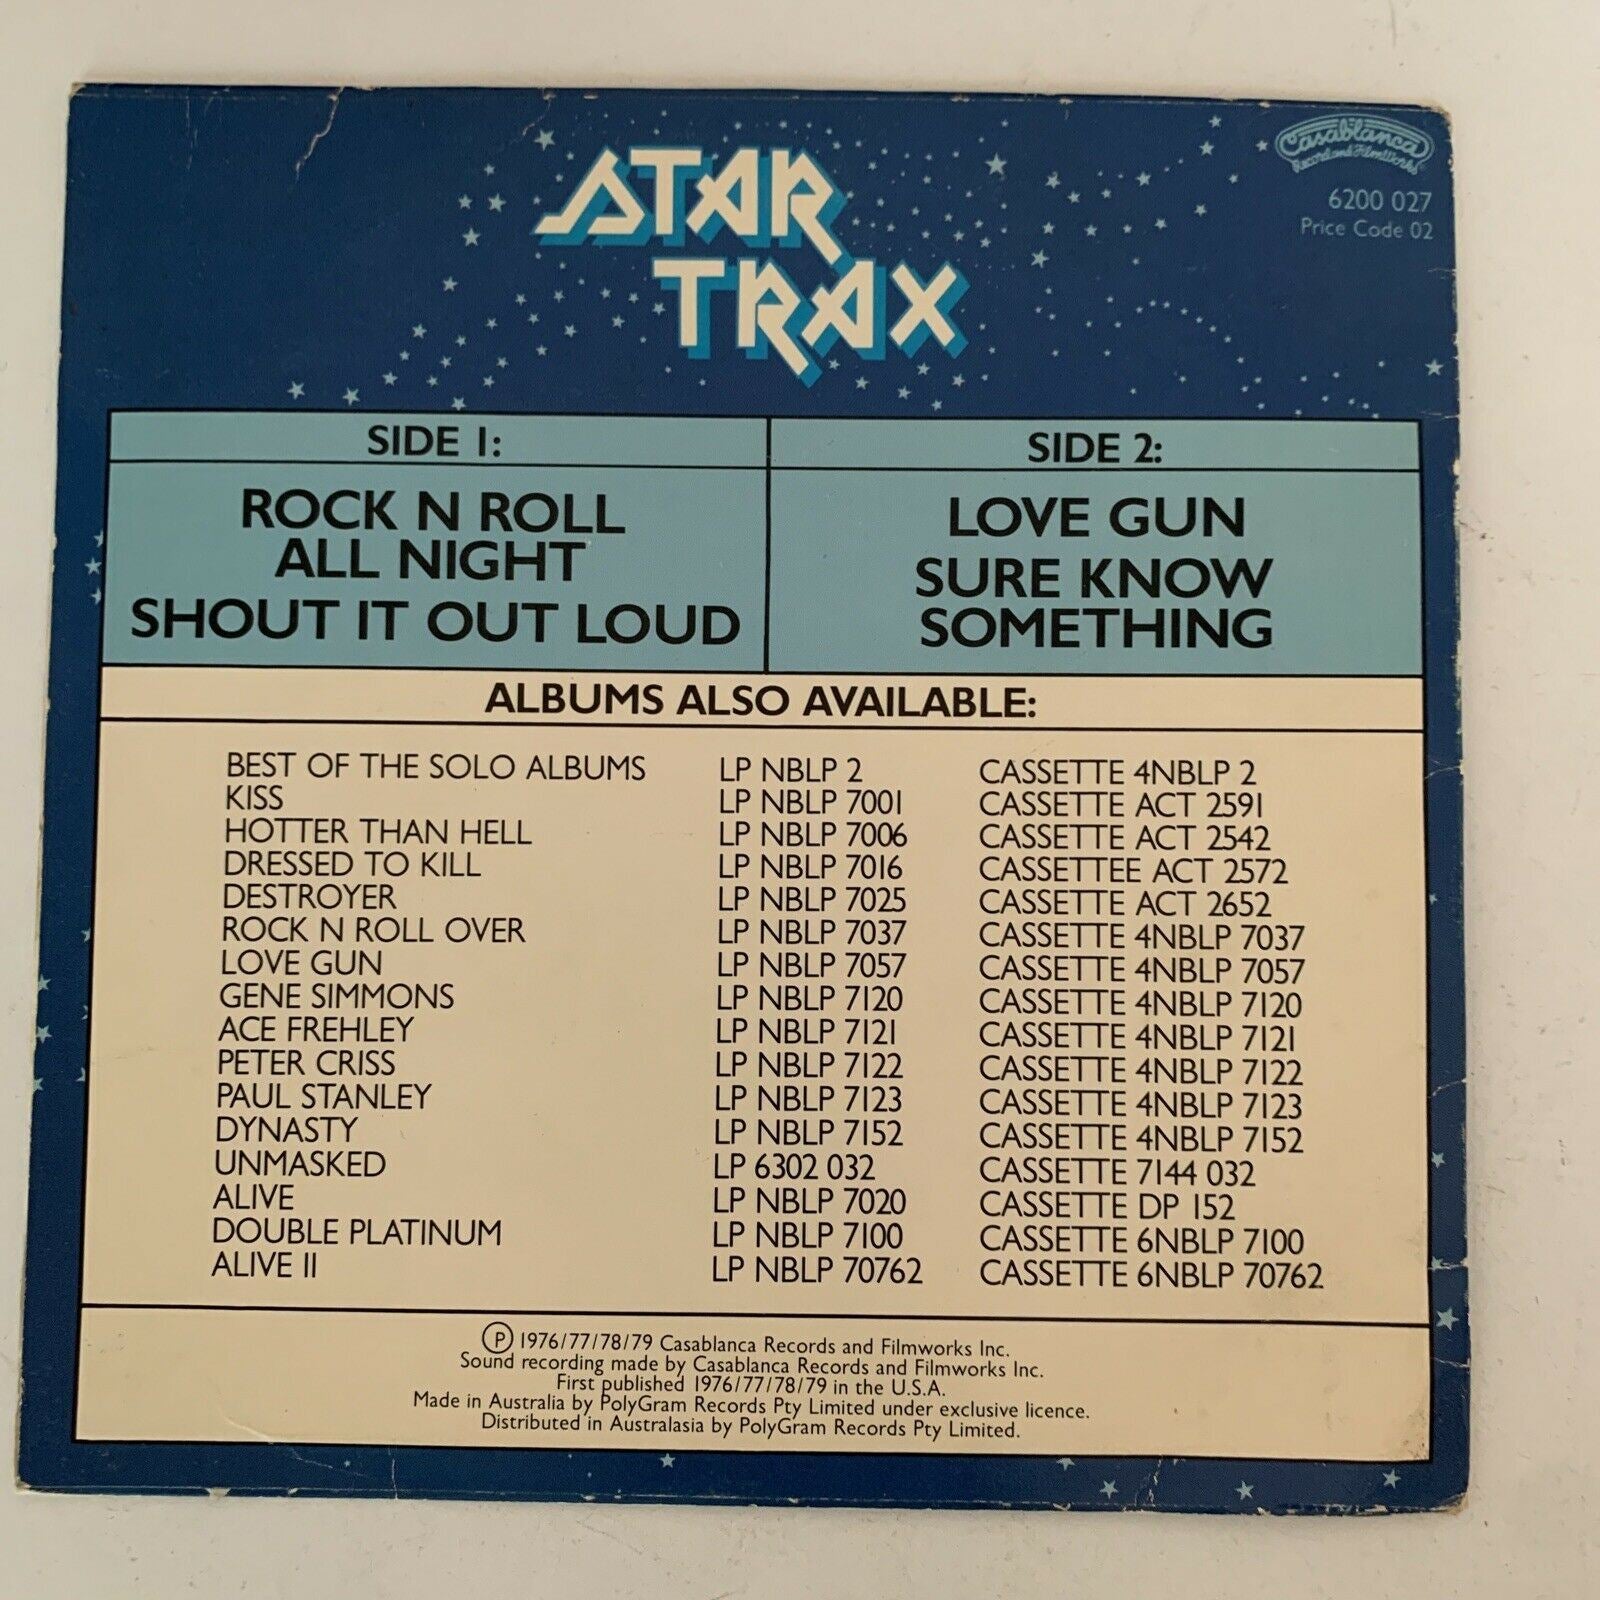 STAR
TRAX
Casablanca
Record and FilmWorks
6200 027
Price Code 02
SIDE 1:
ROCK N ROLL
ALL NIGHT
SHOUT IT OUT LOUD
SIDE 2:
LOVE GUN
SURE KNOW
SOMETHING
ALBUMS ALSO AVAILABLE:
BEST OF THE SOLO ALBUMS LP NBLP 2 CASSETTE 4NBLP 2
KISS LP NBLP 7001 CASSETTE ACT 2591
HOTTER THAN HELL LP NBLP 7006 CASSETTE ACT 2542
DRESSED TO KILL LP NBLP 7016 CASSETTEE ACT 2572
DESTROYER LP NBLP 7025 CASSETTE ACT 2652
ROCK N ROLL OVER LP NBLP 7037 CASSETTE 4NBLP 7037
LOVE GUN LP NBLP 7057 CASSETTE 4NBLP 7057
GENE SIMMONS LP NBLP 7120 CASSETTE 4NBLP 7120
ACE FREHLEY LP NBLP 7121 CASSETTE 4NBLP 7121
PETER CRISS LP NBLP 7122 CASSETTE 4NBLP 7122
PAUL STANLEY LP NBLP 7123 CASSETTE 4NBLP 7123
DYNASTY LP NBLP 7152 CASSETTE 4NBLP 7152
UNMASKED LP 6302 032 CASSETTE 7144 032
ALIVE LP NBLP 7020 CASSETTE DP 152
DOUBLE PLATINUM LP NBLP 7100 CASSETTE 6NBLP 7100
ALIVE II LP NBLP 70762 CASSETTE 6NBLP 70762
Ⓟ 1976/77/78/79 Casablanca Records and Filmworks Inc.
Sound recording made by Casablanca Records and Filmworks Inc.
First published 1976/77/78/79 in the U.S.A.
Made in Australia by PolyGram Records Pty Limited under exclusive licence.
Distributed in Australasia by PolyGram Records Pty Limited.